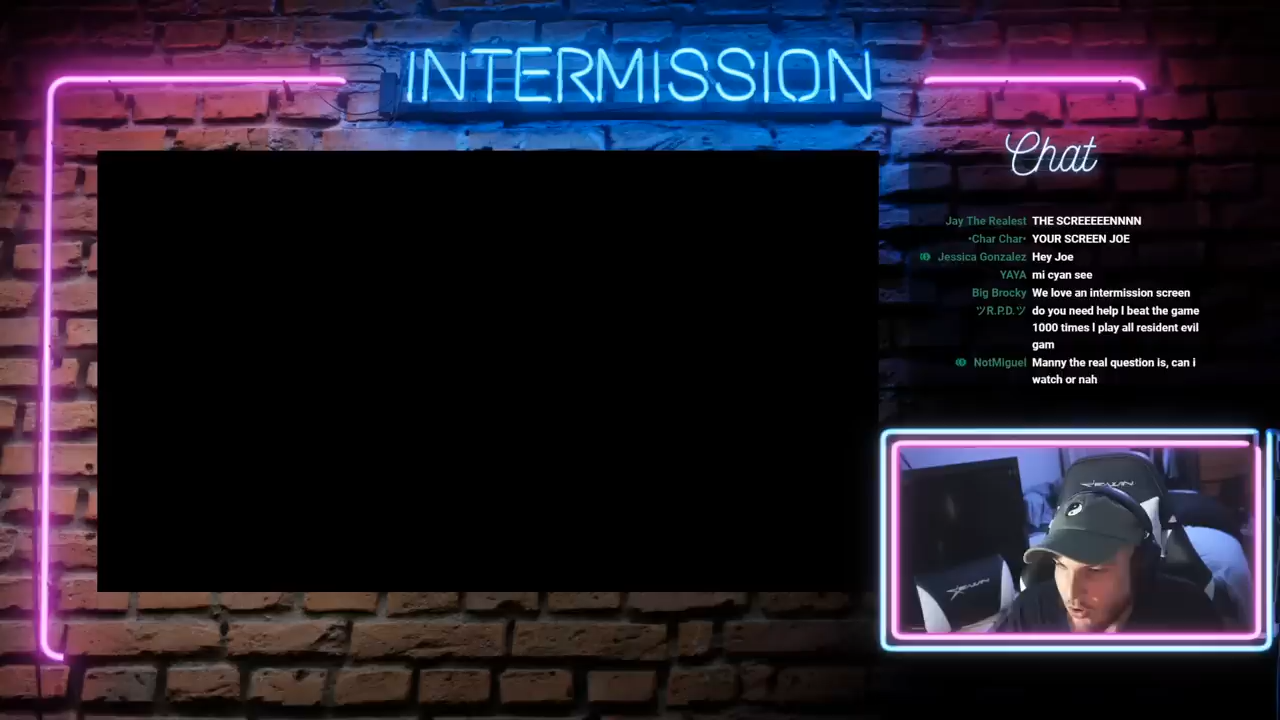 INTERMISSION
Chat
Jay The Realest THE SCREEEEENNNN
•Char Char• YOUR SCREEN JOE
Jessica Gonzalez Hey Joe
YAYA mi cyan see
Big Brocky We love an intermission screen
ツR.P.D.ツ do you need help I beat the game
1000 times I play all resident evil
gam
NotMiguel Manny the real question is, can i
watch or nah